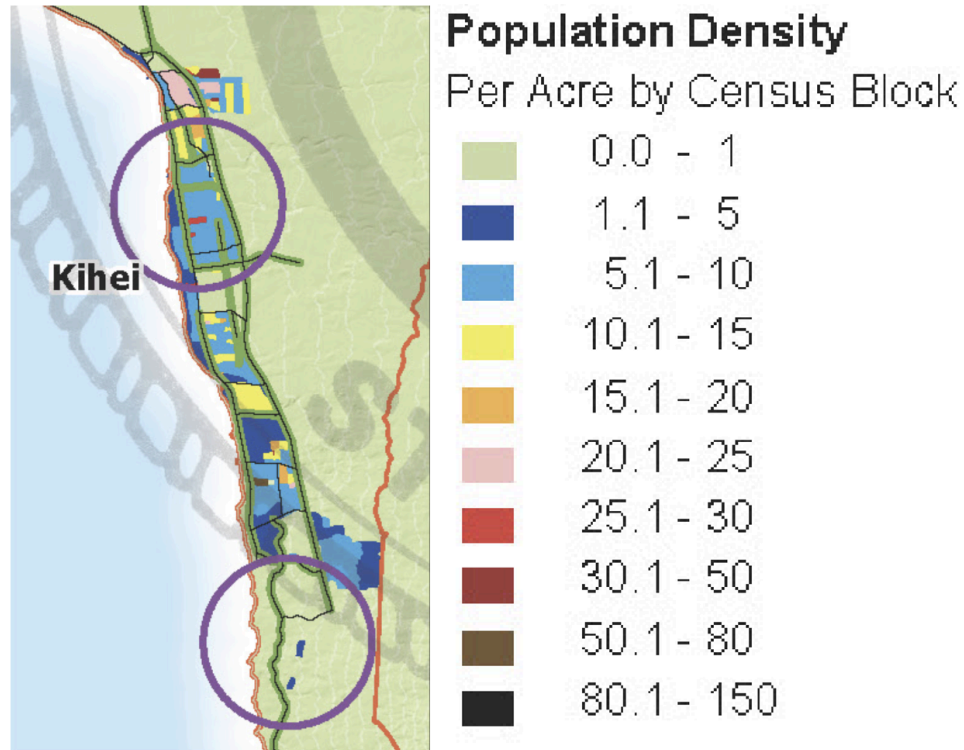 Kihei
Population Density
Per Acre by Census Block
0.0 - 1
1.1 - 5
5.1 - 10
10.1 - 15
15.1 - 20
20.1 - 25
25.1 - 30
30.1 - 50
50.1 - 80
80.1 - 150